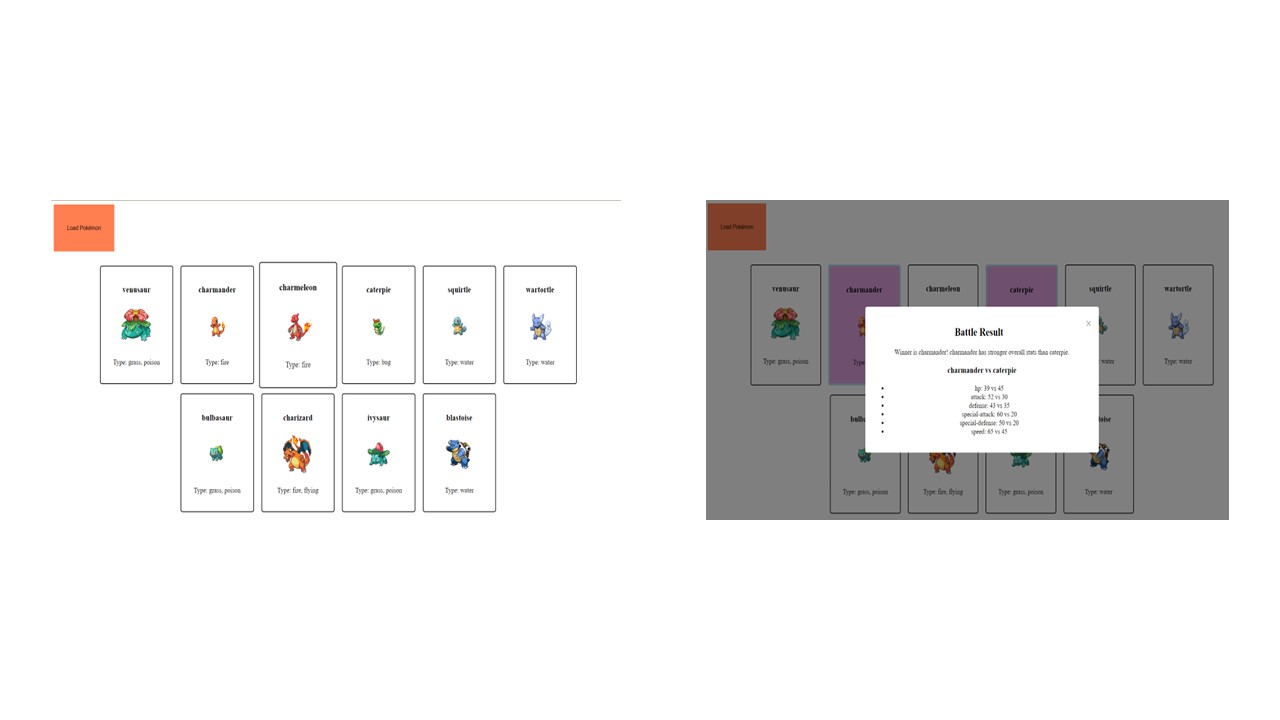 Load Pokémon
venusaur
charmander
charmeleon
caterpie
squirtle
wartortle
Type: grass, poison
Type: fire
Type: fire
Type: bug
Type: water
Type: water
bulbasaur
charizard
ivysaur
blastoise
Type: grass, poison
Type: fire, flying
Type: grass, poison
Type: water
Load Pokémon
venusaur
charmander
charmeleon
caterpie
squirtle
wartortle
X
Battle Result
Winner is charmander! charmander has stronger overall stats than caterpie.
charmander vs caterpie
hp: 39 vs 45
attack: 52 vs 30
defense: 43 vs 35
special-attack: 60 vs 20
special-defense: 50 vs 20
speed: 65 vs 45
Type: grass, poison
Type: water
Type: grass, poison
Type: fire, flying
Type: grass, poison
Type: water